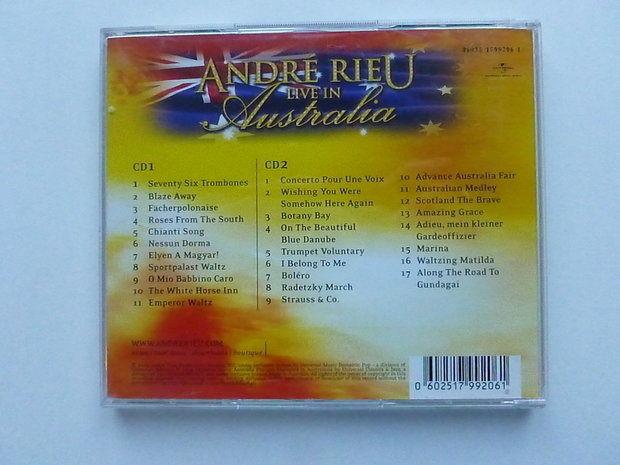 ANDRÉ RIEU
LIVE IN
Australia
UNIVERSAL
CD1
1 Seventy Six Trombones
2 Blaze Away
3 Facherpolonaise
4 Roses From The South
5 Chianti Song
6 Nessun Dorma
7 Elyen A Magyar!
8 Sportpalast Waltz
9 O Mio Babbino Caro
10 The White Horse Inn
11 Emperor Waltz
CD2
1 Concerto Pour Une Voix
2 Wishing You Were
Somehow Here Again
3 Botany Bay
4 On The Beautiful
Blue Danube
5 Trumpet Voluntary
6 I Belong To Me
7 Boléro
8 Radetzky March
9 Strauss & Co.
10 Advance Australia Fair
11 Australian Medley
12 Scotland The Brave
13 Amazing Grace
14 Adieu, mein kleiner
Gardeoffizier
15 Marina
16 Waltzing Matilda
17 Along The Road To
Gundagai
WWW.ANDRERIEU.COM
0 602517 992061